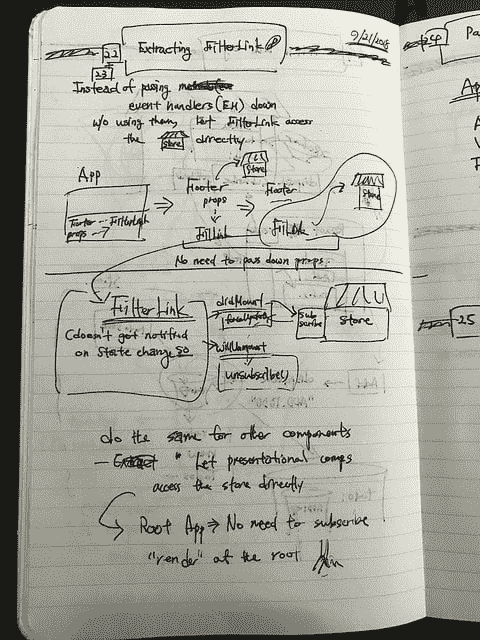 22
Extracting FilterLink
9/21/2015
23
Instead of passing
event handlers (EH) down
w/o using them, let FilterLink access
the store directly
App
Footer
props
FilterLink
Footer
props
FilLink
store
Footer
FilLink
store
No need to pass down props
FilterLink
(doesn't get notified
on State change so
didMount
forceUpdate
Subscribe
store
willUnmount
unsubscribe()
do the same for other components
— "Let presentational comps
access the store directly
Root App → No need to subscribe
"render" at the root
24
Pa
Ap
25